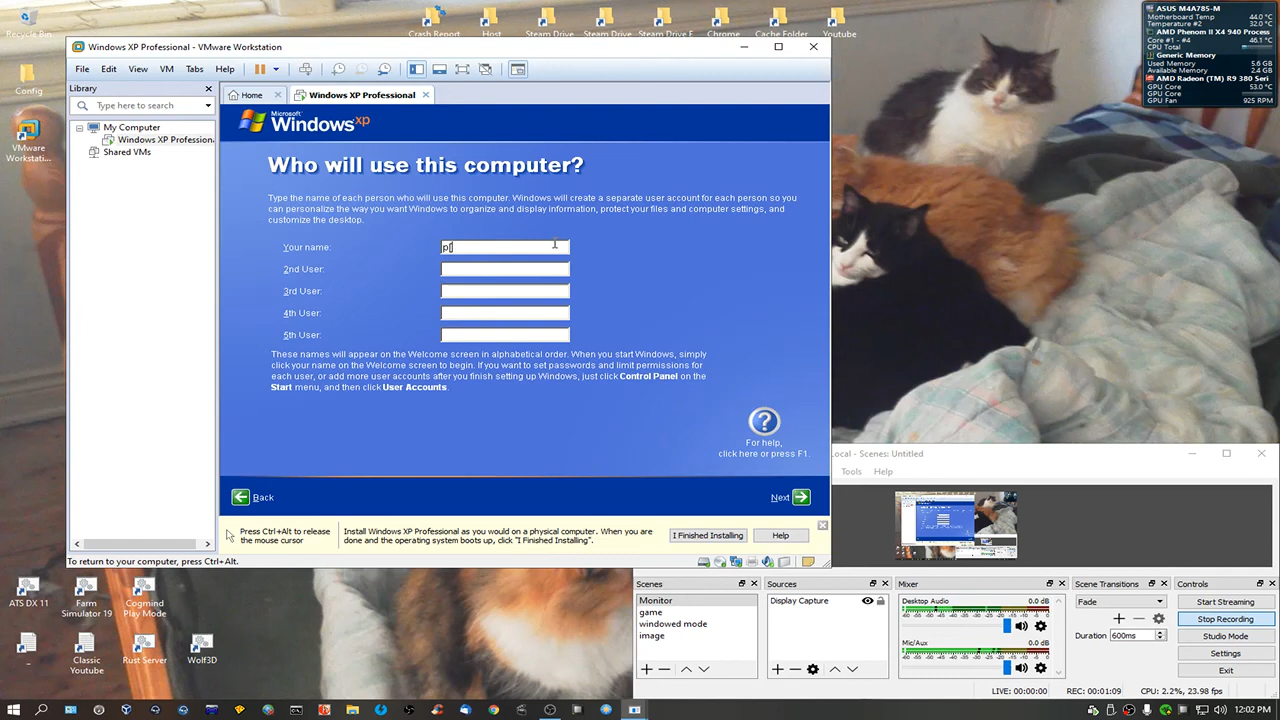 Recycle Bin
Crash Report
Host
Steam Drive
Steam Drive
Steam Drive F
Chrome
Cache Folder
Youtube
ASUS M4A785-M
Motherboard Temp 44.0 °C
Temperature #2 32.0 °C
AMD Phenom II X4 940 Process
Core #1 - #4 46.1 °C
CPU Total
Generic Memory
Used Memory 5.6 GB
Available Memory 2.4 GB
AMD Radeon (TM) R9 380 Seri
GPU Core 53.0 °C
GPU Core
GPU Fan 925 RPM
Config
VMware Workstati...
Windows XP Professional - VMware Workstation
File Edit View VM Tabs Help
Library
Type here to search
My Computer
Windows XP Profession
Shared VMs
Home
Windows XP Professional
Microsoft
Windows xp
Who will use this computer?
Type the name of each person who will use this computer. Windows will create a separate user account for each person so you
can personalize the way you want Windows to organize and display information, protect your files and computer settings, and
customize the desktop.
Your name:
2nd User:
3rd User:
4th User:
5th User:
These names will appear on the Welcome screen in alphabetical order. When you start Windows, simply
click your name on the Welcome screen to begin. If you want to set passwords and limit permissions for
each user, or add more user accounts after you finish setting up Windows, just click Control Panel on the
Start menu, and then click User Accounts.
For help,
click here or press F1.
Back
Next
Press Ctrl+Alt to release
the mouse cursor
Install Windows XP Professional as you would on a physical computer. When you are
done and the operating system boots up, click "I Finished Installing".
I Finished Installing
Help
To return to your computer, press Ctrl+Alt.
Local - Scenes: Untitled
Tools Help
ATS DX 11
Farm Simulator 19
Cogmind Play Mode
_
Classic Youtube
Rust Server
Wolf3D
Scenes
Monitor
game
windowed mode
image
Sources
Display Capture
Mixer
Desktop Audio 0.0 dB
Mic/Aux 0.0 dB
Scene Transitions
Fade
Duration 600ms
Controls
Start Streaming
Stop Recording
Studio Mode
Settings
Exit
LIVE: 00:00:00
REC: 00:01:09
CPU: 2.2%, 23.98 fps
12:02 PM